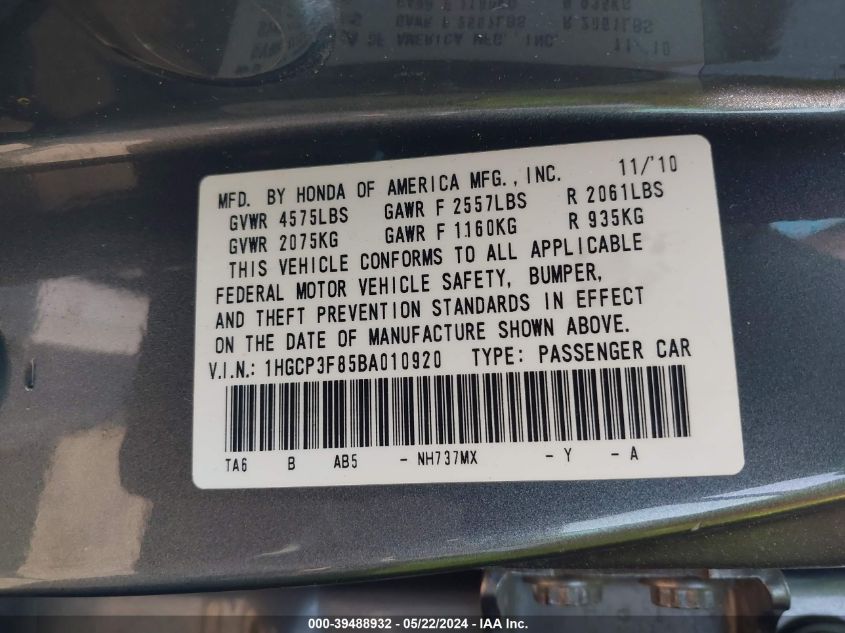 MFD. BY HONDA OF AMERICA MFG., INC. 11/'10
GVWR 4575LBS GAWR F 2557LBS R 2061LBS
GVWR 2075KG GAWR F 1160KG R 935KG
THIS VEHICLE CONFORMS TO ALL APPLICABLE
FEDERAL MOTOR VEHICLE SAFETY, BUMPER,
AND THEFT PREVENTION STANDARDS IN EFFECT
ON THE DATE OF MANUFACTURE SHOWN ABOVE.
V.I.N.: 1HGCP3F85BA010920 TYPE: PASSENGER CAR
TA6 B AB5 - NH737MX - Y - A
000-39488932 - 05/22/2024 - IAA Inc.